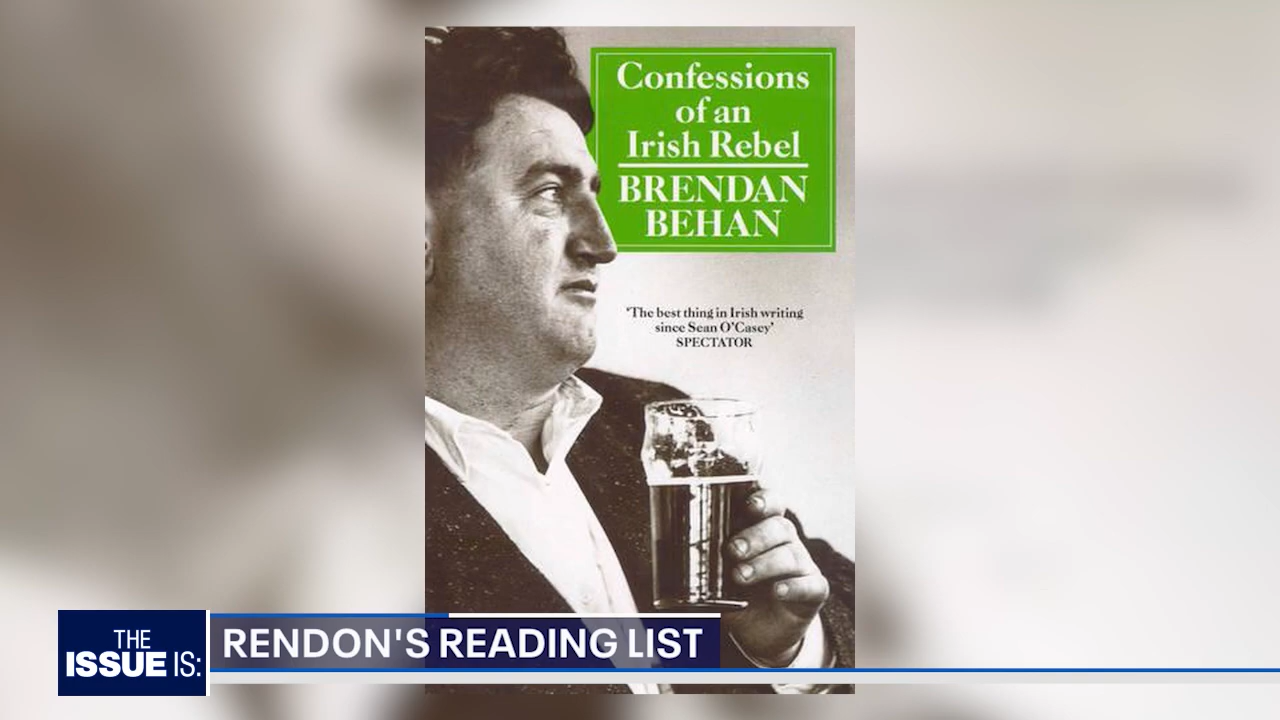 Confessions
of an
Irish Rebel
BRENDAN
BEHAN
‘The best thing in Irish writing
since Sean O’Casey’
SPECTATOR
THE
ISSUE IS:
RENDON'S READING LIST